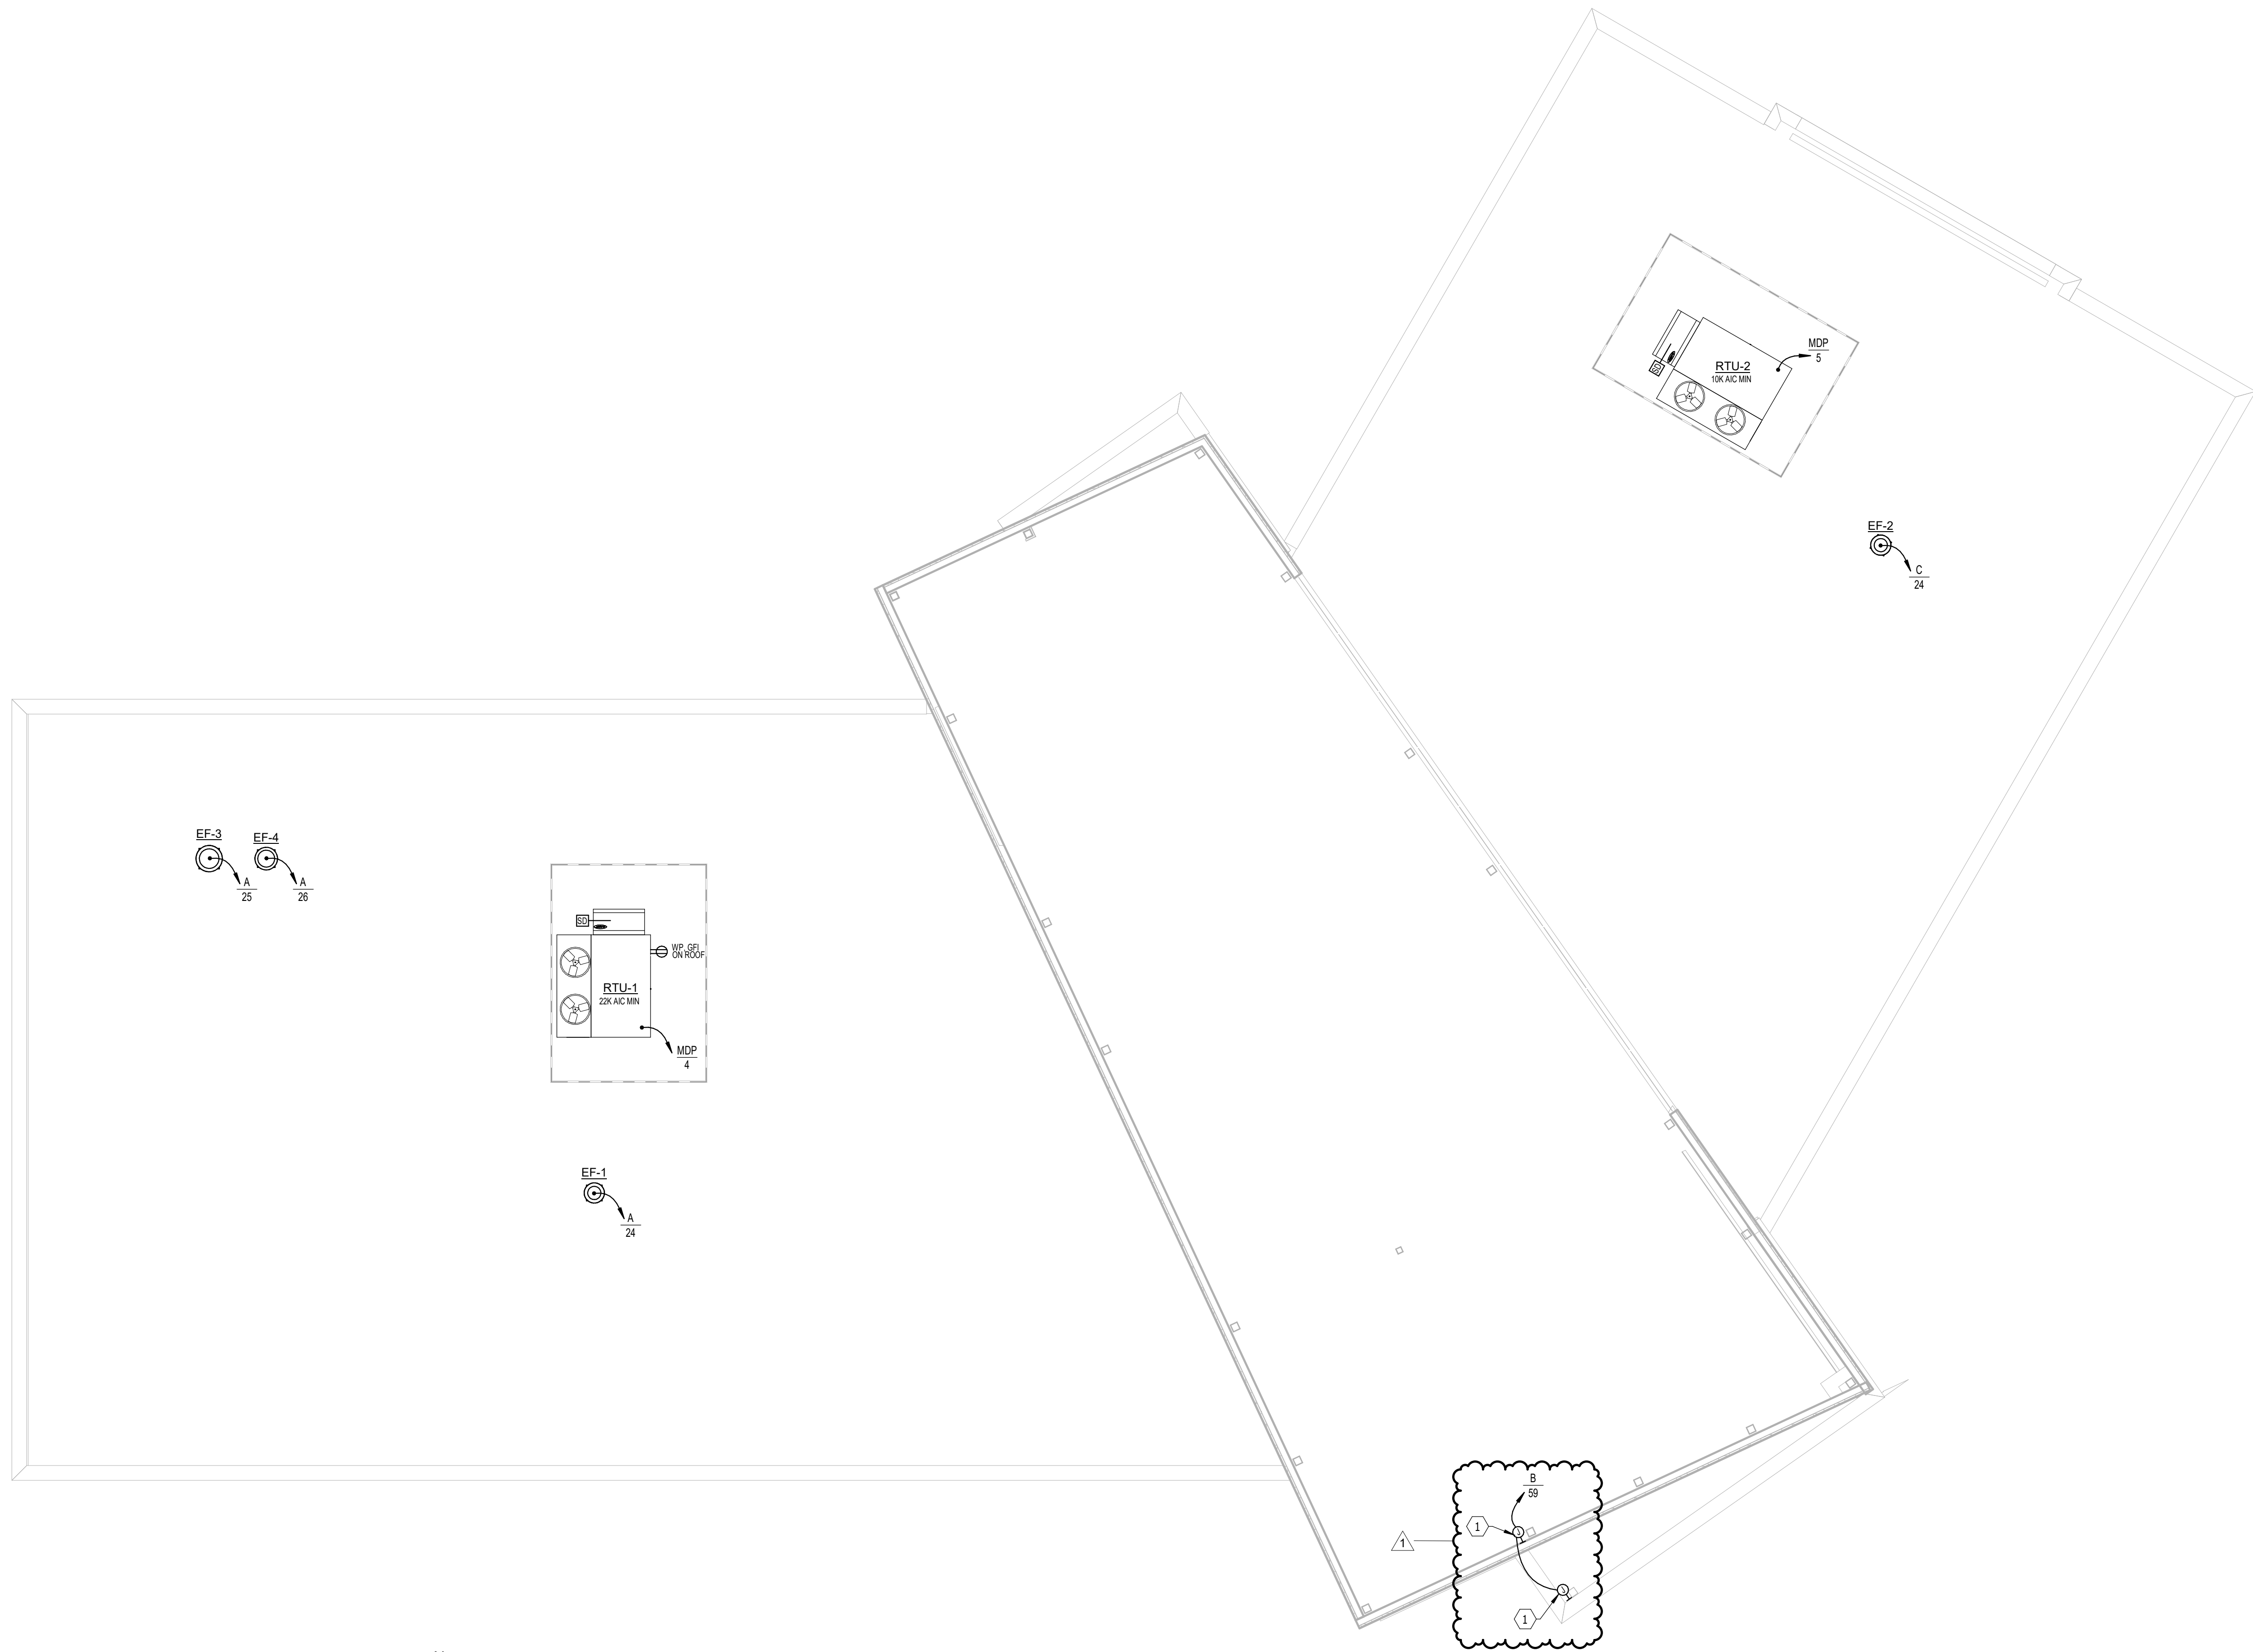 MDP
5
RTU-2
10K AIC MIN
SD
EF-2
C
24
EF-3
EF-4
A
25
A
26
SD
WP, GFI
ON ROOF
RTU-1
22K AIC MIN
MDP
4
EF-1
A
24
B
59
1
1
J
J
1